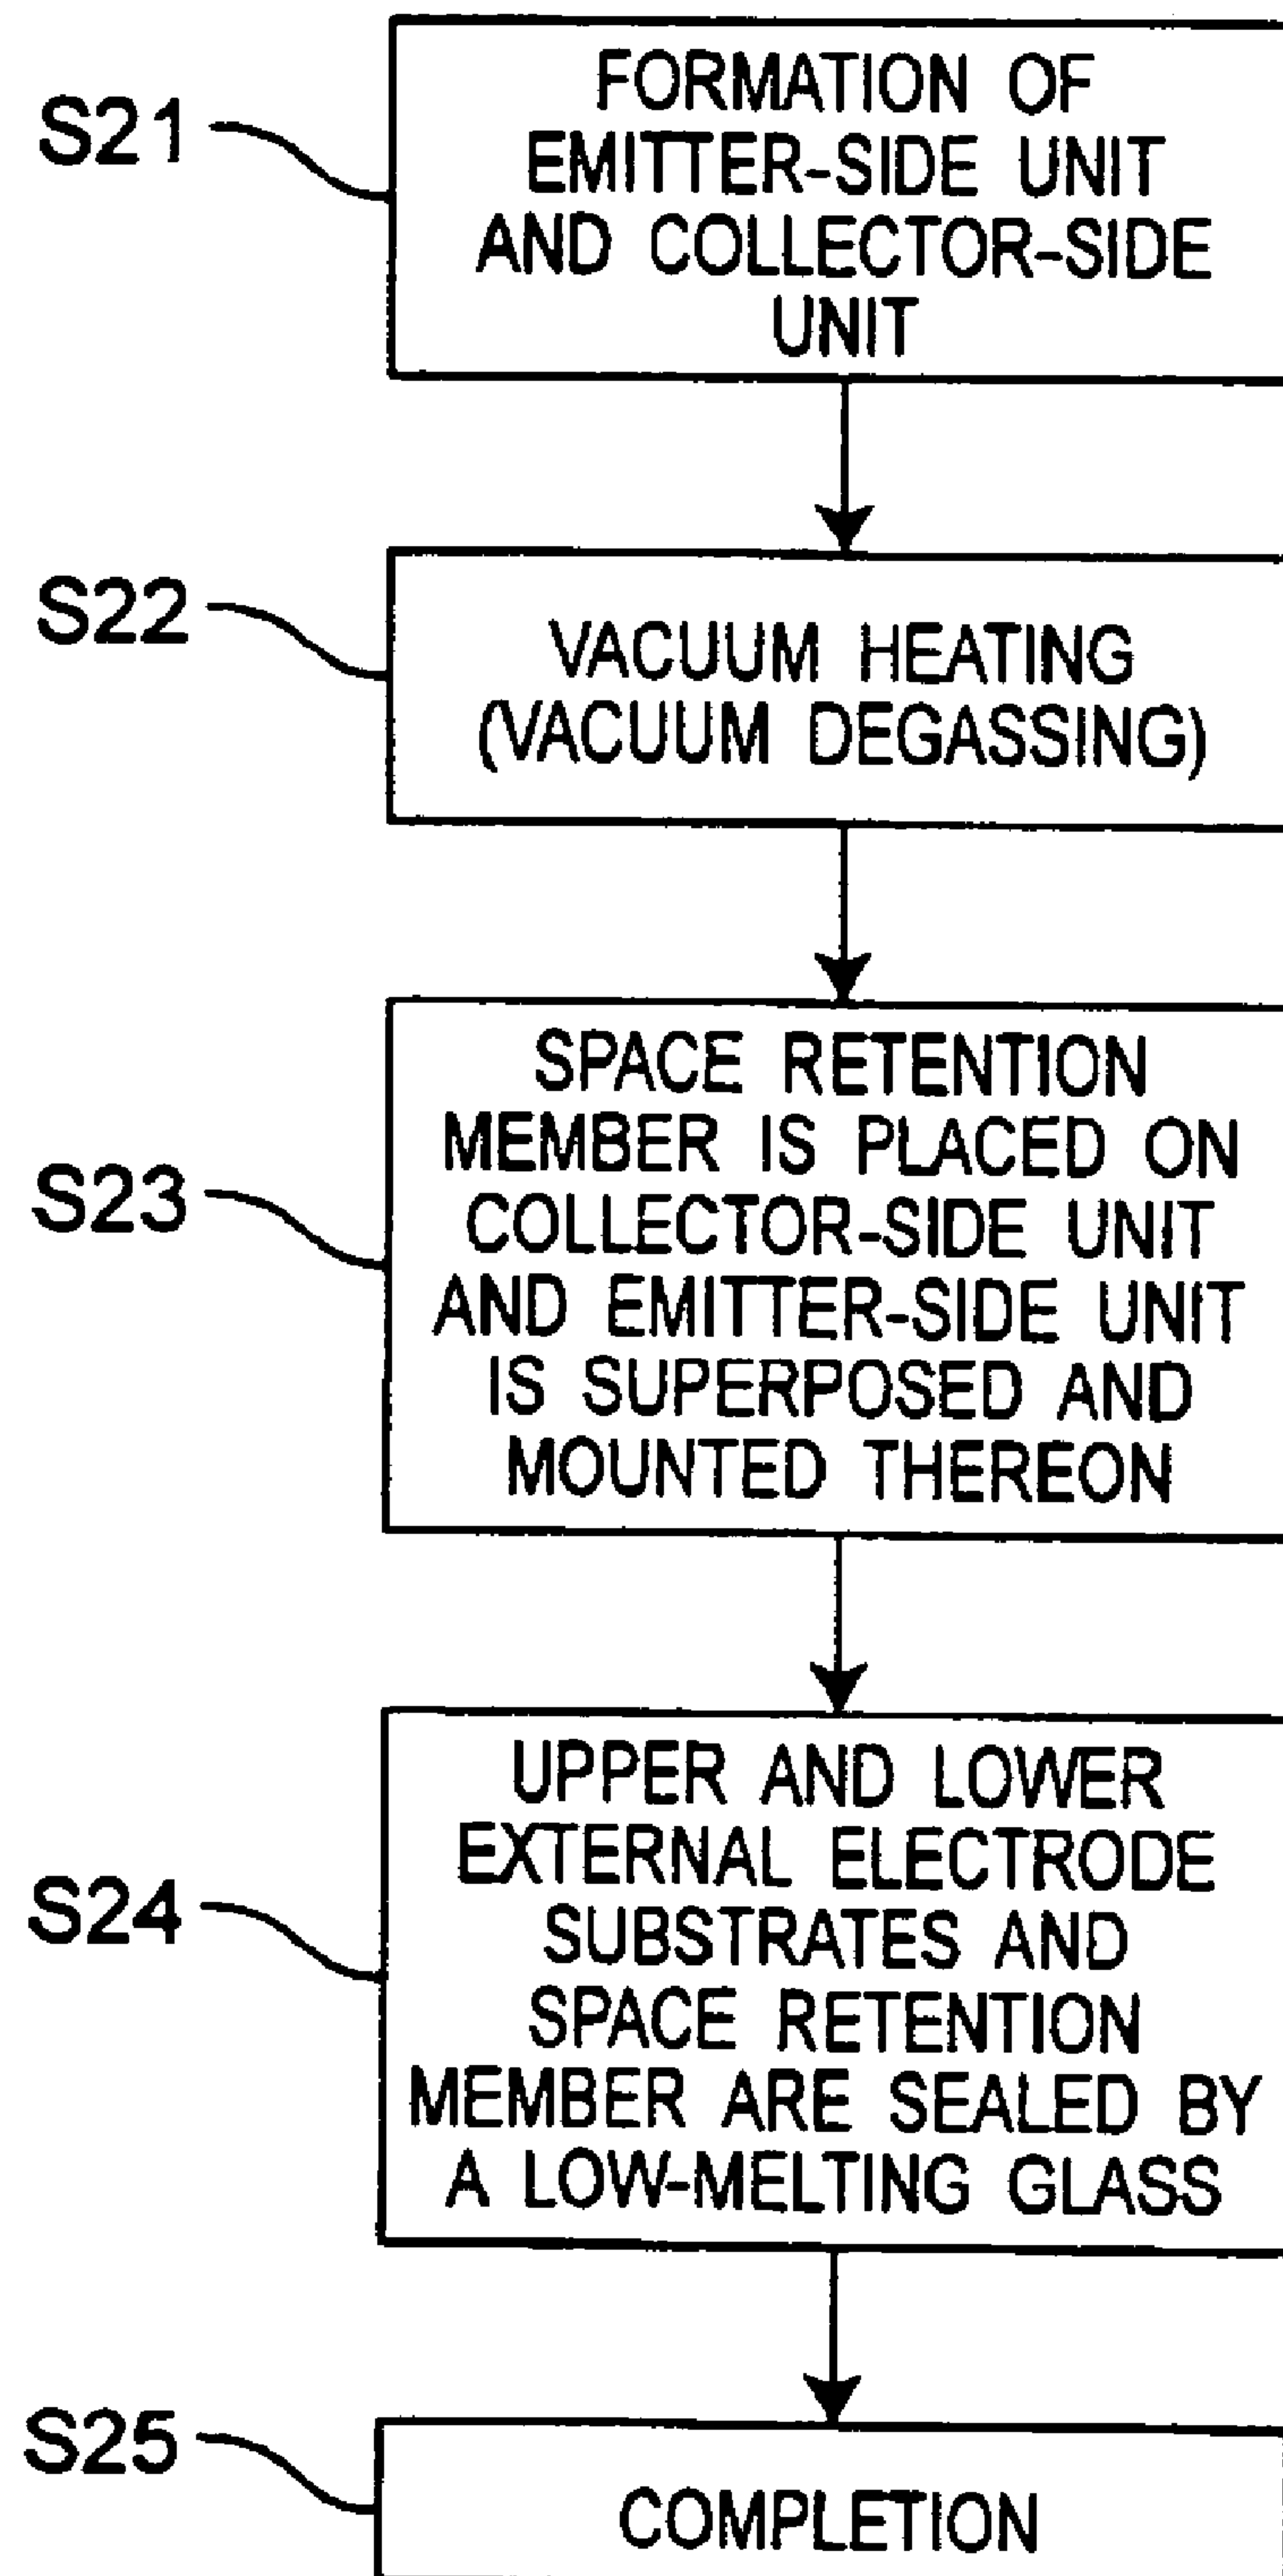 S21
FORMATION OF
EMITTER-SIDE UNIT
AND COLLECTOR-SIDE
UNIT
S22
VACUUM HEATING
(VACUUM DEGASSING)
S23
SPACE RETENTION
MEMBER IS PLACED ON
COLLECTOR-SIDE UNIT
AND EMITTER-SIDE UNIT
IS SUPERPOSED AND
MOUNTED THEREON
S24
UPPER AND LOWER
EXTERNAL ELECTRODE
SUBSTRATES AND
SPACE RETENTION
MEMBER ARE SEALED BY
A LOW-MELTING GLASS
S25
COMPLETION